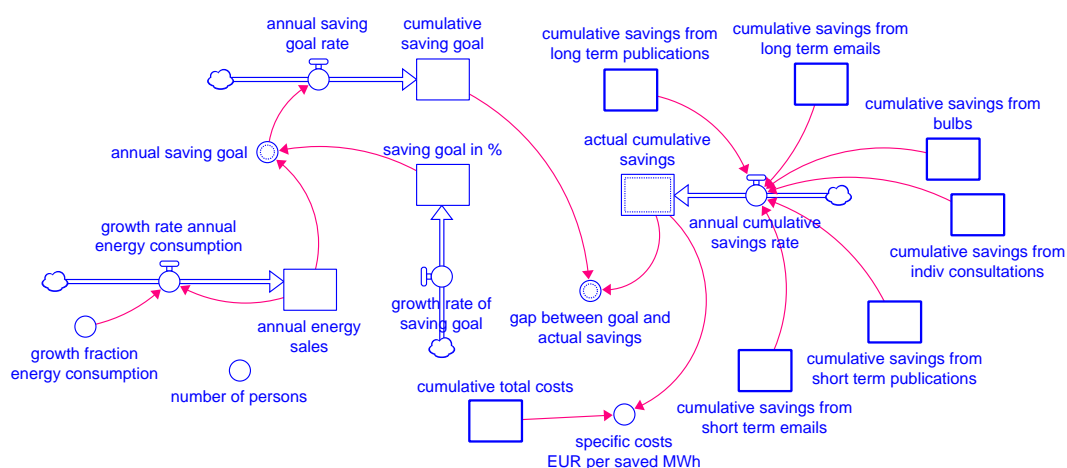 annual saving
goal rate
cumulative
saving goal
cumulative savings from
long term publications
cumulative savings from
long term emails
cumulative savings from
bulbs
annual saving goal
saving goal in %
actual cumulative
savings
annual cumulative
savings rate
cumulative savings from
indiv consultations
growth rate annual
energy consumption
growth rate of
saving goal
gap between goal and
actual savings
annual energy
sales
growth fraction
energy consumption
number of persons
cumulative total costs
cumulative savings from
short term publications
cumulative savings from
short term emails
specific costs
EUR per saved MWh